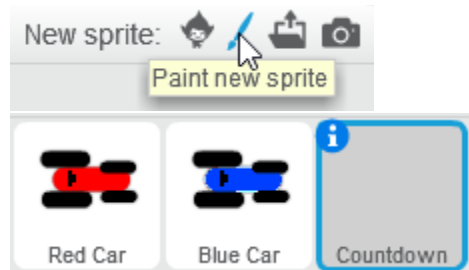 New sprite:
Paint new sprite
i
Red Car
Blue Car
Countdown